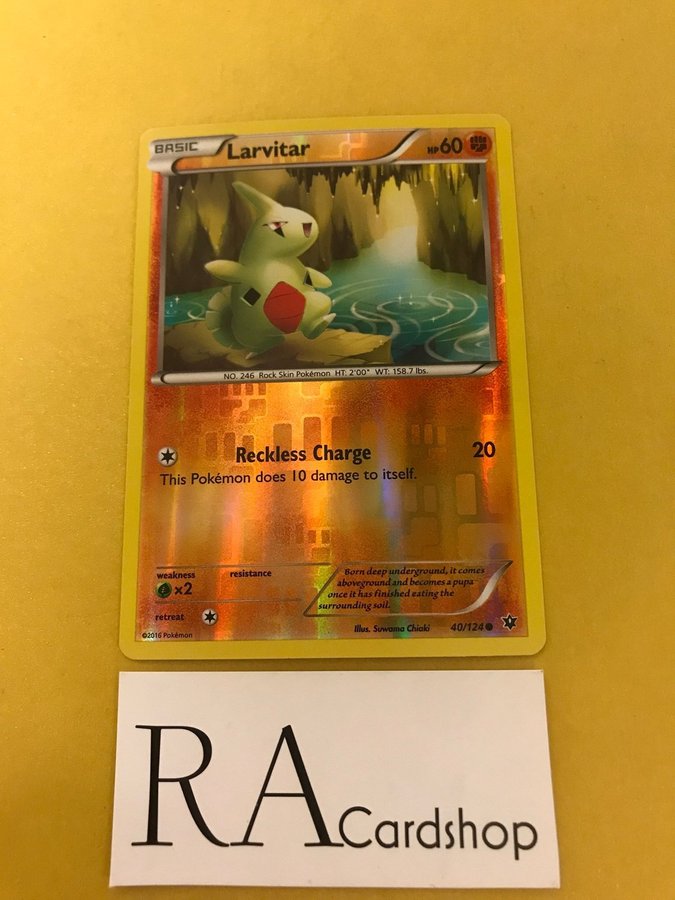 BASIC Larvitar HP60
NO. 246 Rock Skin Pokémon HT: 2'00" WT: 158.7 lbs.
Reckless Charge 20
This Pokémon does 10 damage to itself.
weakness resistance
×2
retreat
Born deep underground, it comes
aboveground and becomes a pupa
once it has finished eating the
surrounding soil.
©2016 Pokémon Illus. Suwama Chiaki 40/124
RA Cardshop